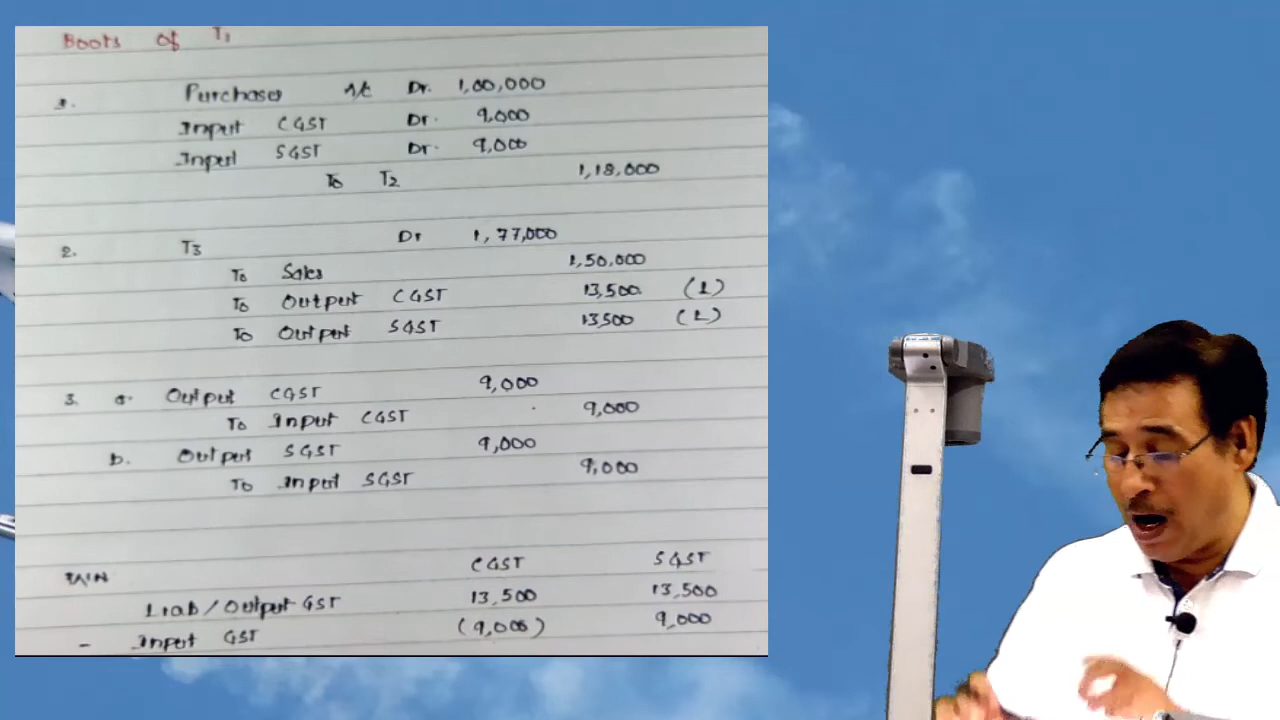 Books of T1
1. Purchases A/c Dr. 1,00,000
Input CGST Dr. 9,000
Input SGST Dr. 9,000
To T2 1,18,000
2. T3 Dr 1,77,000
To Sales 1,50,000
To Output CGST 13,500 (L)
To Output SGST 13,500 (L)
3. a. Output CGST 9,000
To Input CGST 9,000
b. Output SGST 9,000
To Input SGST 9,000
CGST SGST
Liab/Output GST 13,500 13,500
- Input GST (9,000) 9,000